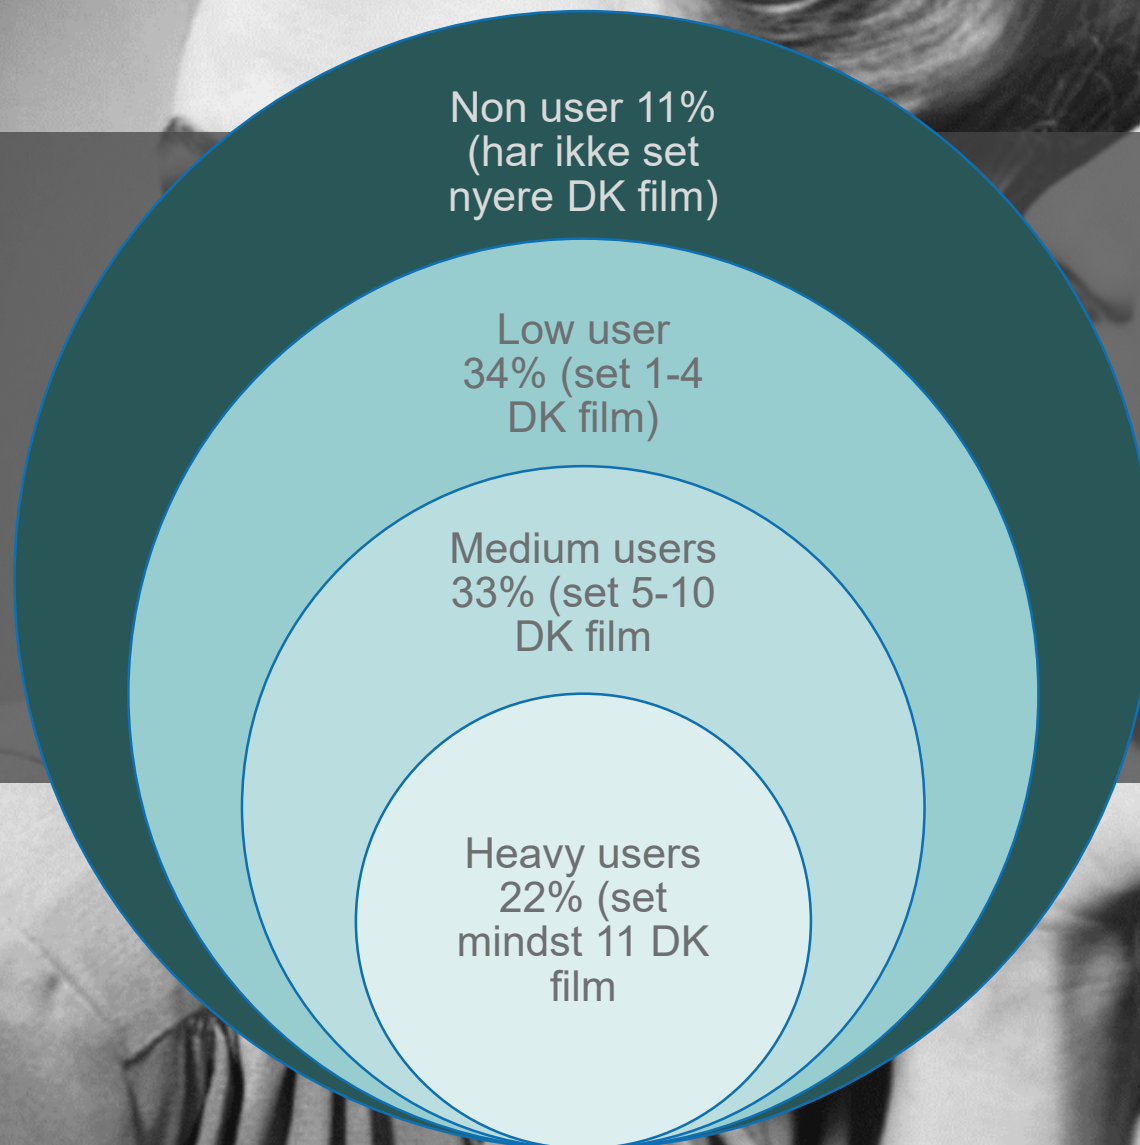 Non user 11%
(har ikke set
nyere DK film)
Low user
34% (set 1-4
DK film)
Medium users
33% (set 5-10
DK film
Heavy users
22% (set
mindst 11 DK
film